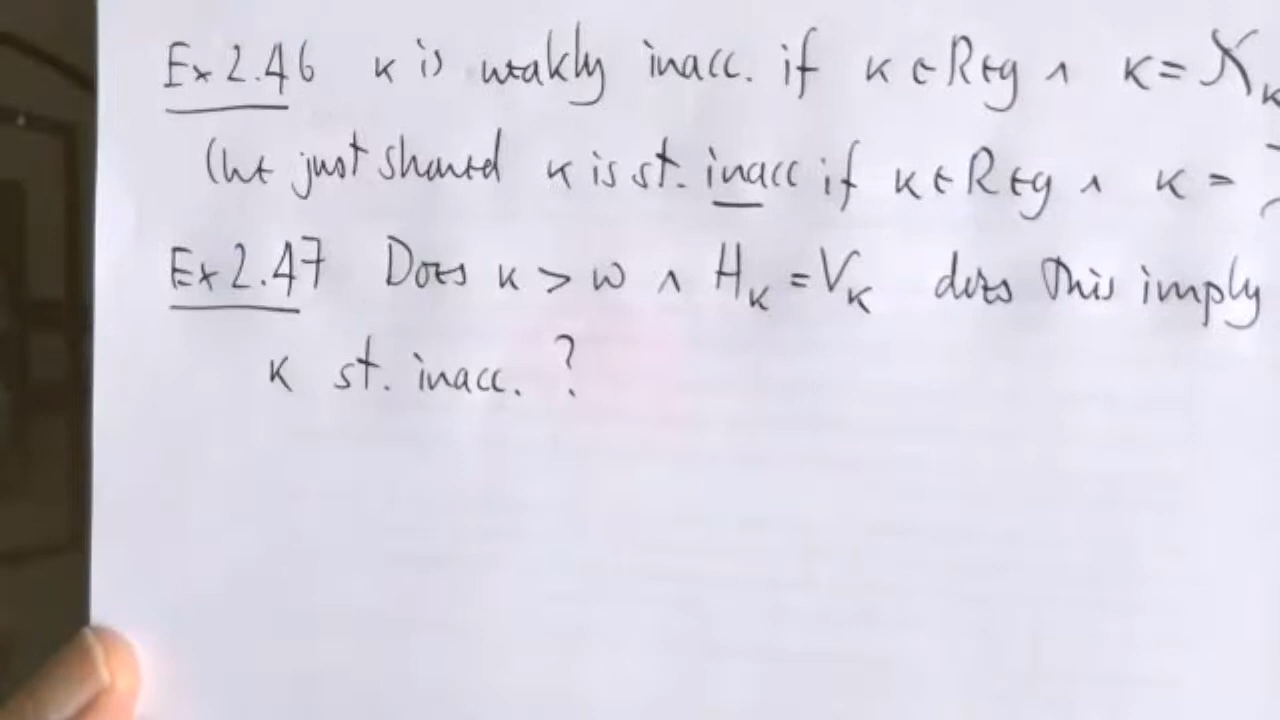 Ex 2.46 κ is weakly inacc. if κ ∈ Reg ∧ κ = ℵ_κ
(We just showed κ is st. inacc if κ ∈ Reg ∧ κ =
Ex 2.47 Does κ > ω ∧ H_κ = V_κ does this imply
κ st. inacc. ?